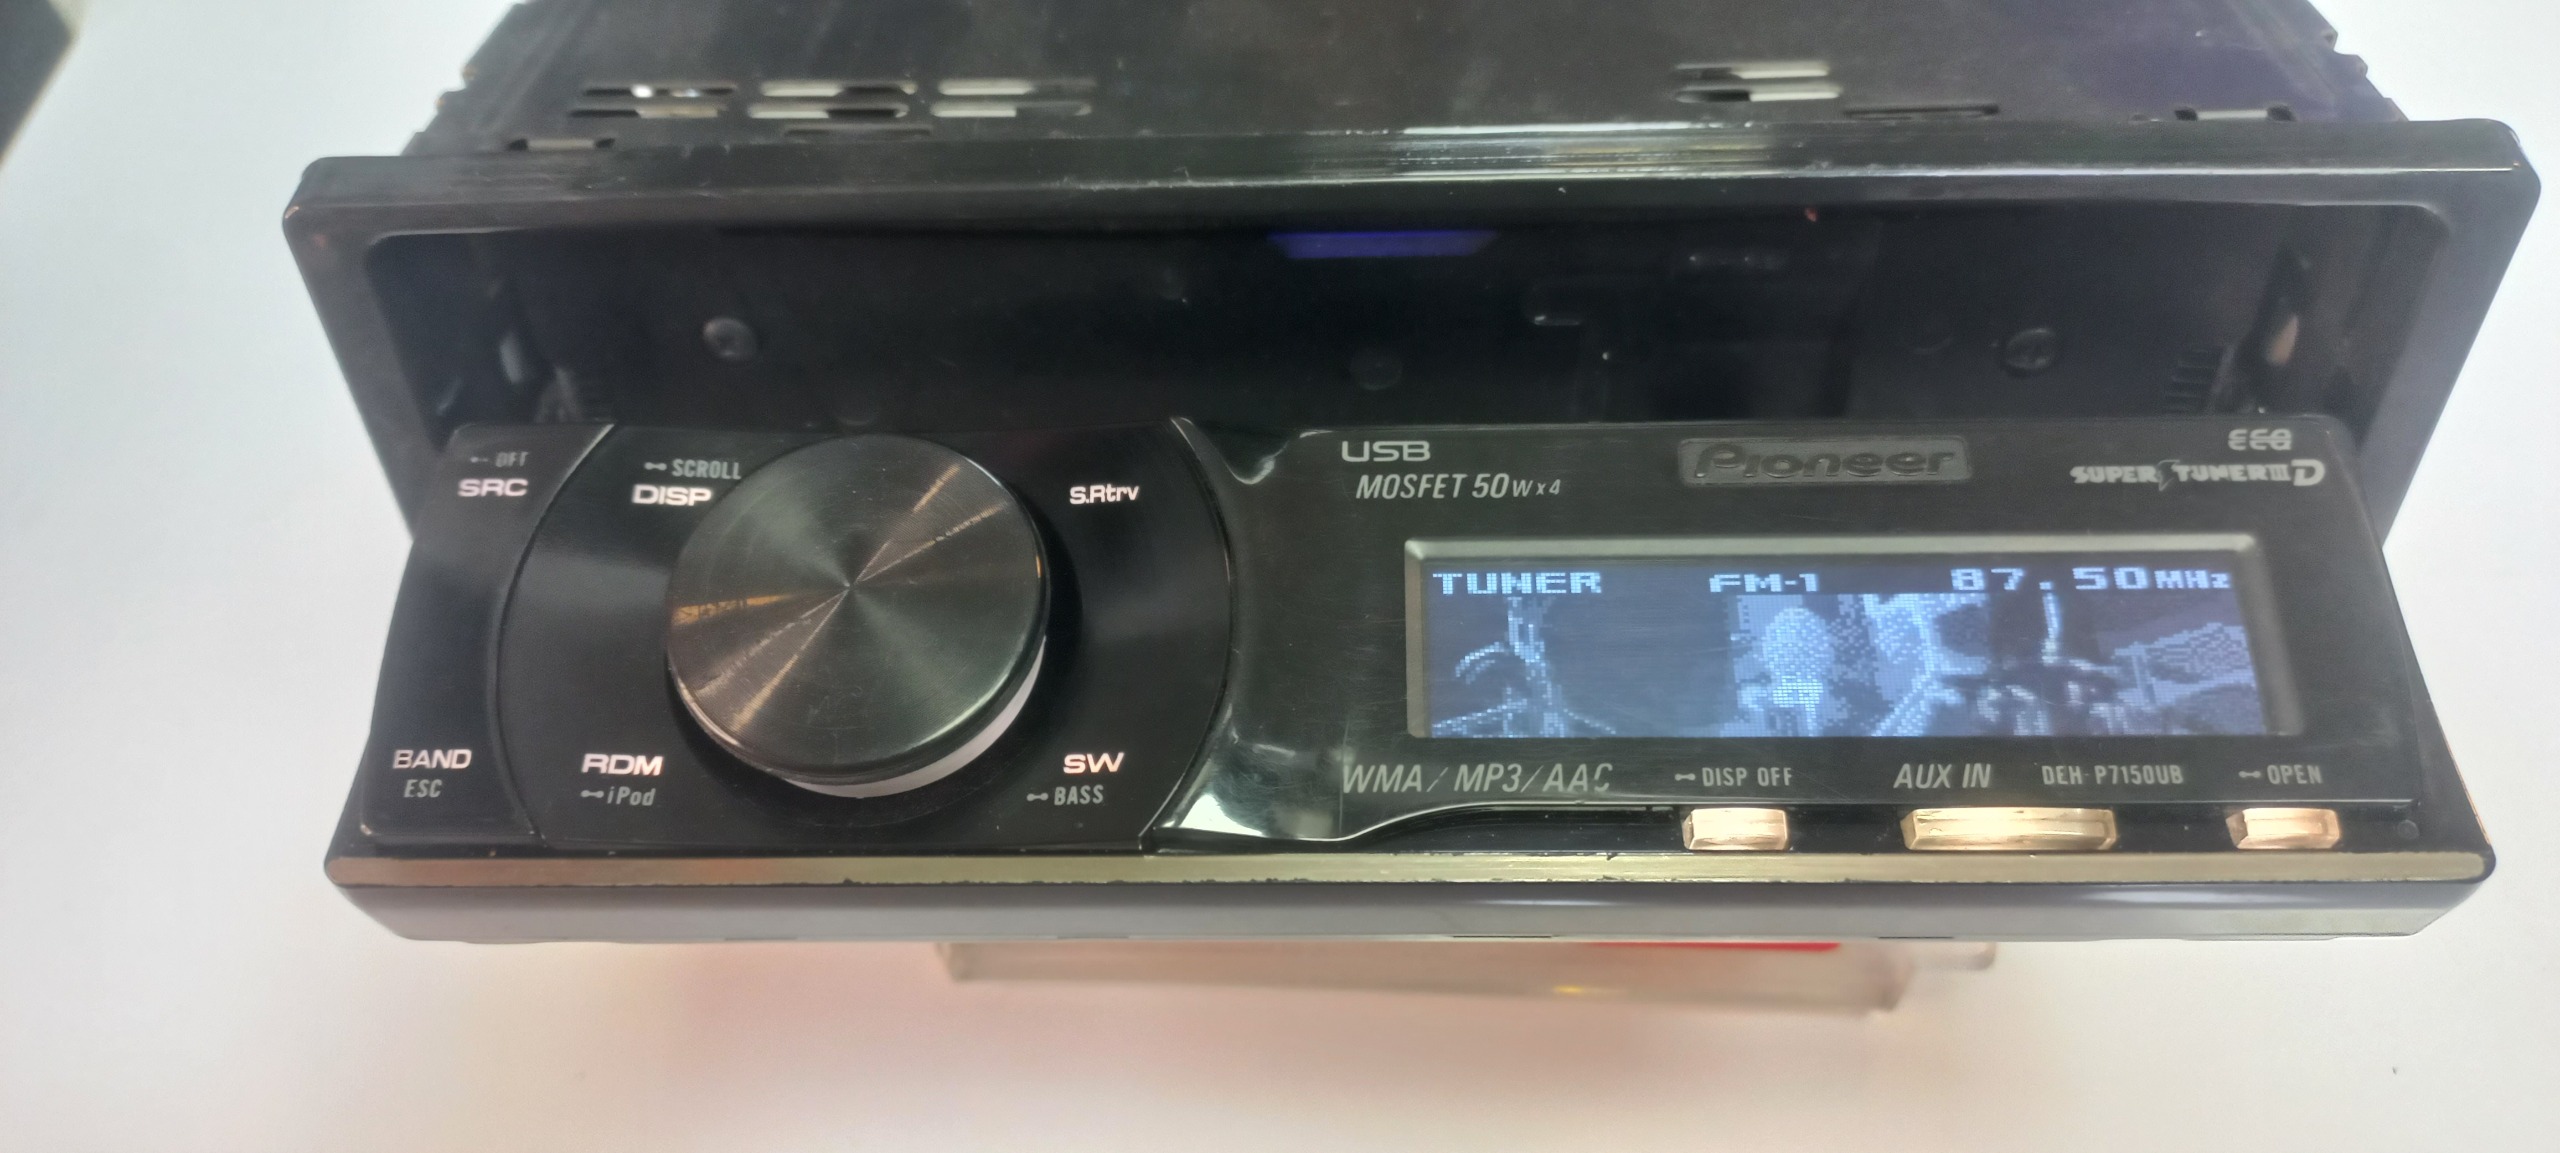 OFF
SRC
SCROLL
DISP
S.Rtrv
BAND
ESC
RDM
iPod
SW
BASS
USB
MOSFET 50W x 4
Pioneer
EEQ
SUPER TUNER III D
TUNER FM-1 87.50MHz
WMA/MP3/AAC
DISP OFF
AUX IN
DEH-P7150UB
OPEN